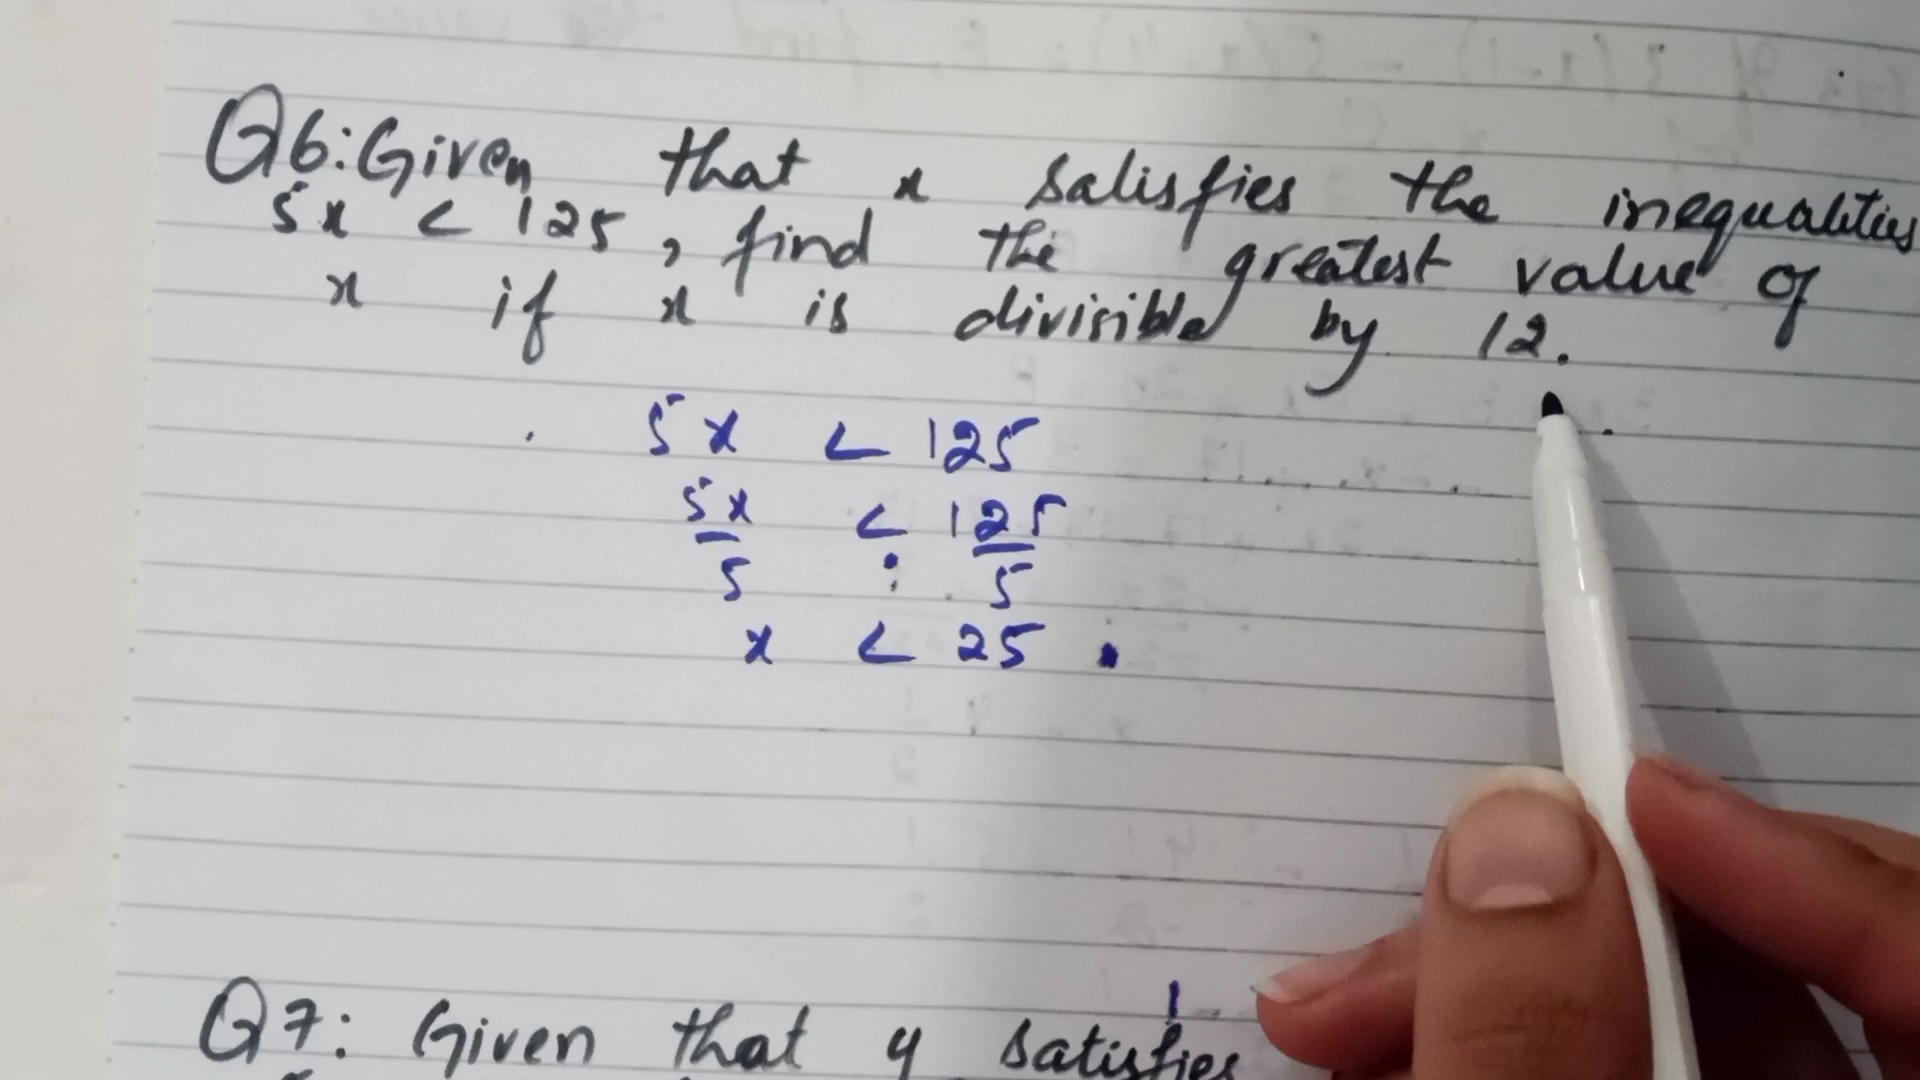 Q6: Given that x satisfies the inequalities
5x < 125, find the greatest value of
x if x is divisible by 12.
5x < 125
5x/5 < 125/5
x < 25
Q7: Given that y satisfies